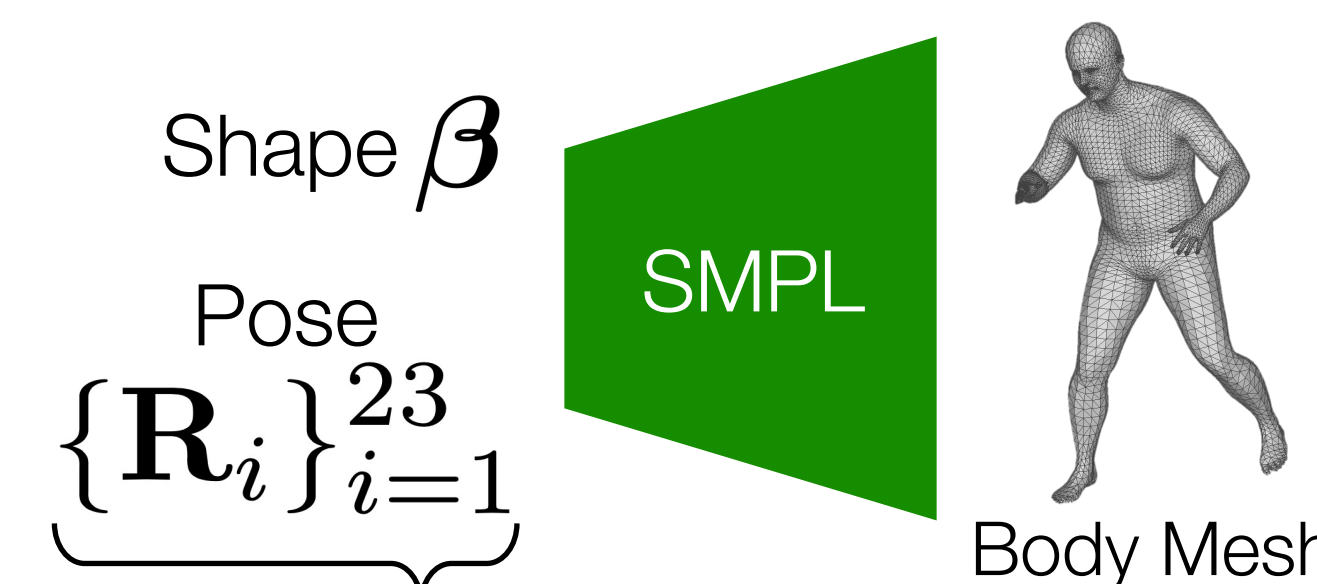 Shape β
Pose
{R_i}_{i=1}^{23}
SMPL
Body Mesh